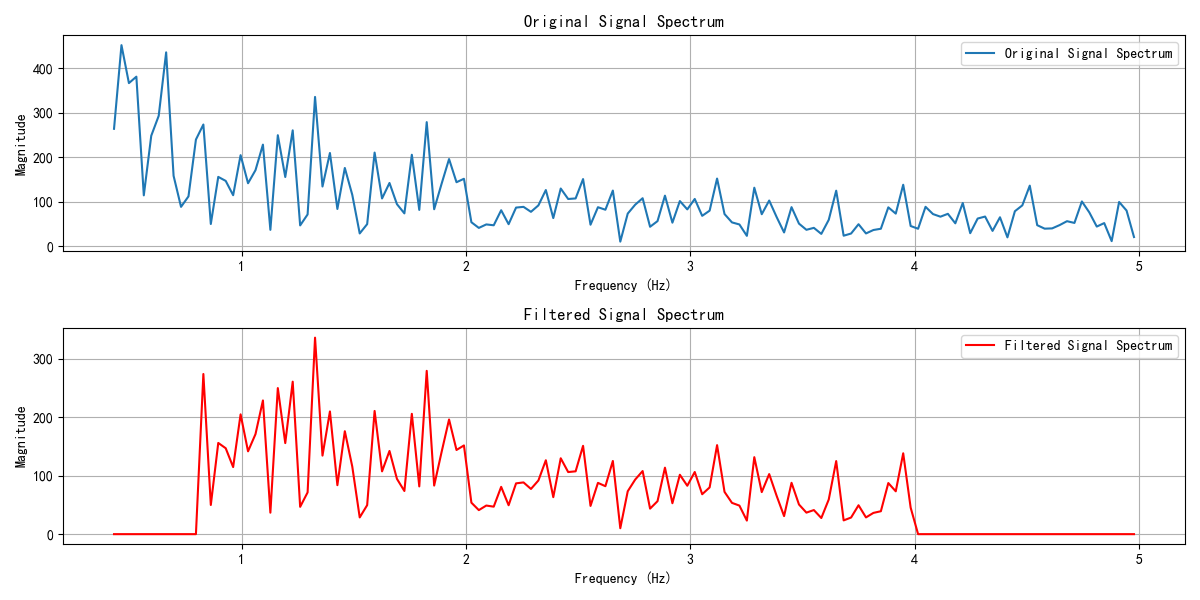 Original Signal Spectrum
Original Signal Spectrum
Magnitude
400
300
200
100
0
1
2
3
4
5
Frequency (Hz)
Filtered Signal Spectrum
Filtered Signal Spectrum
Magnitude
300
200
100
0
1
2
3
4
5
Frequency (Hz)